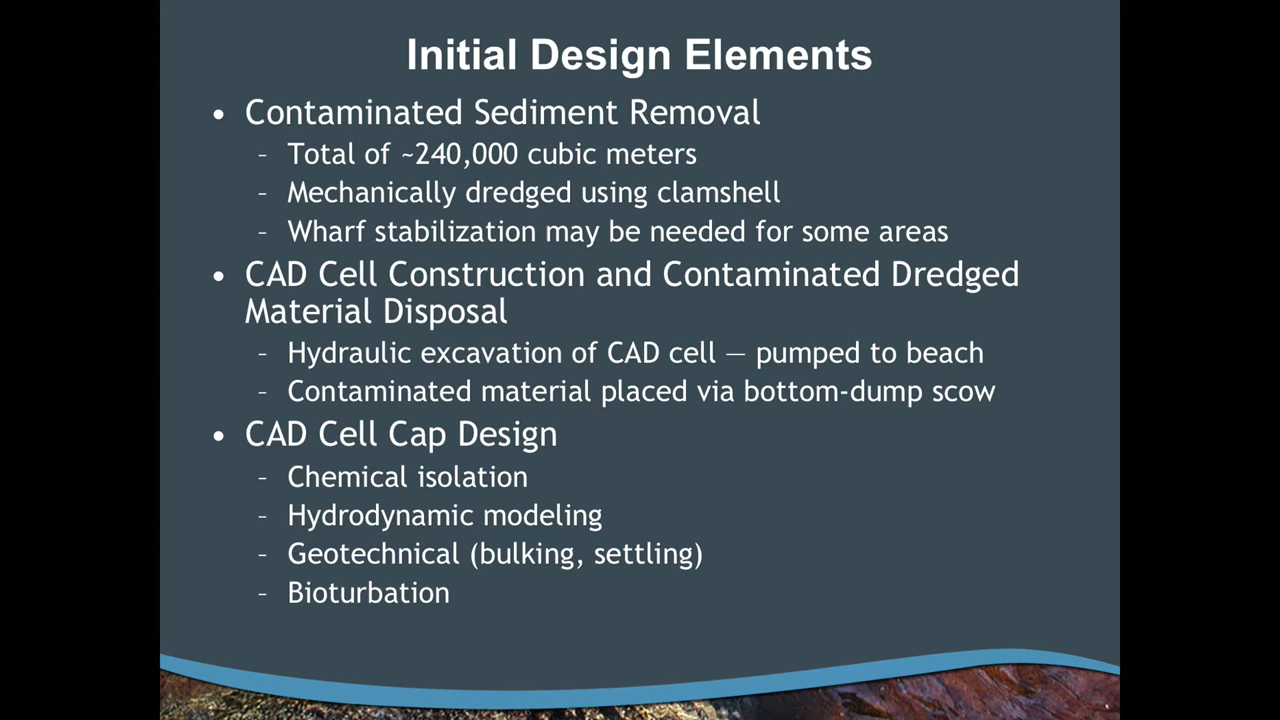 Initial Design Elements
• Contaminated Sediment Removal
– Total of ~240,000 cubic meters
– Mechanically dredged using clamshell
– Wharf stabilization may be needed for some areas
• CAD Cell Construction and Contaminated Dredged
Material Disposal
– Hydraulic excavation of CAD cell — pumped to beach
– Contaminated material placed via bottom-dump scow
• CAD Cell Cap Design
– Chemical isolation
– Hydrodynamic modeling
– Geotechnical (bulking, settling)
– Bioturbation